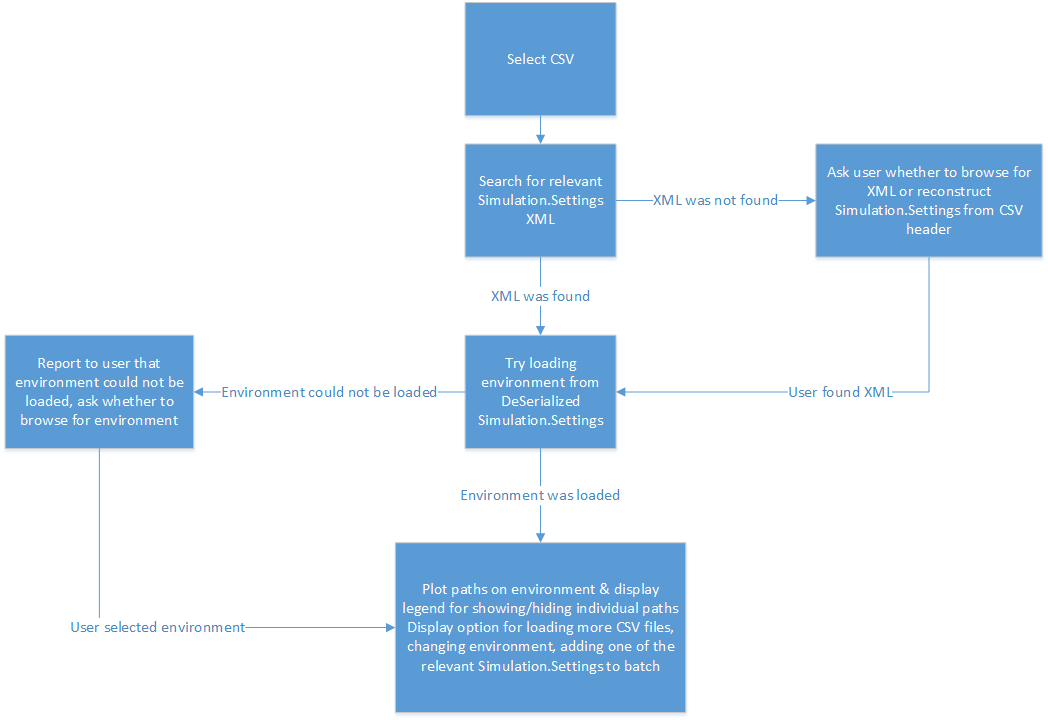 Select CSV
Search for relevant
Simulation.Settings
XML
XML was not found
Ask user whether to browse for
XML or reconstruct
Simulation.Settings from CSV
header
XML was found
Report to user that
environment could not be
loaded, ask whether to
browse for environment
Environment could not be loaded
Try loading
environment from
DeSerialized
Simulation.Settings
User found XML
Environment was loaded
Plot paths on environment & display
legend for showing/hiding individual paths
Display option for loading more CSV files,
changing environment, adding one of the
relevant Simulation.Settings to batch
User selected environment